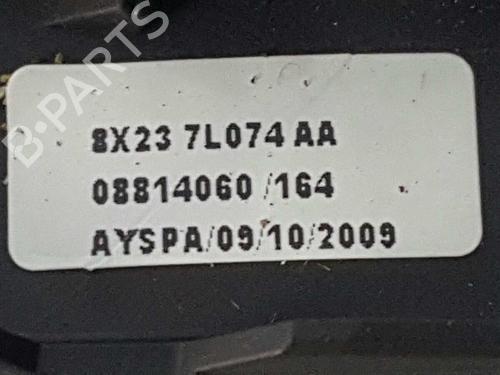 B-PARTS
8X23 7L074 AA
08814060 /164
AYSPA/09/10/2009